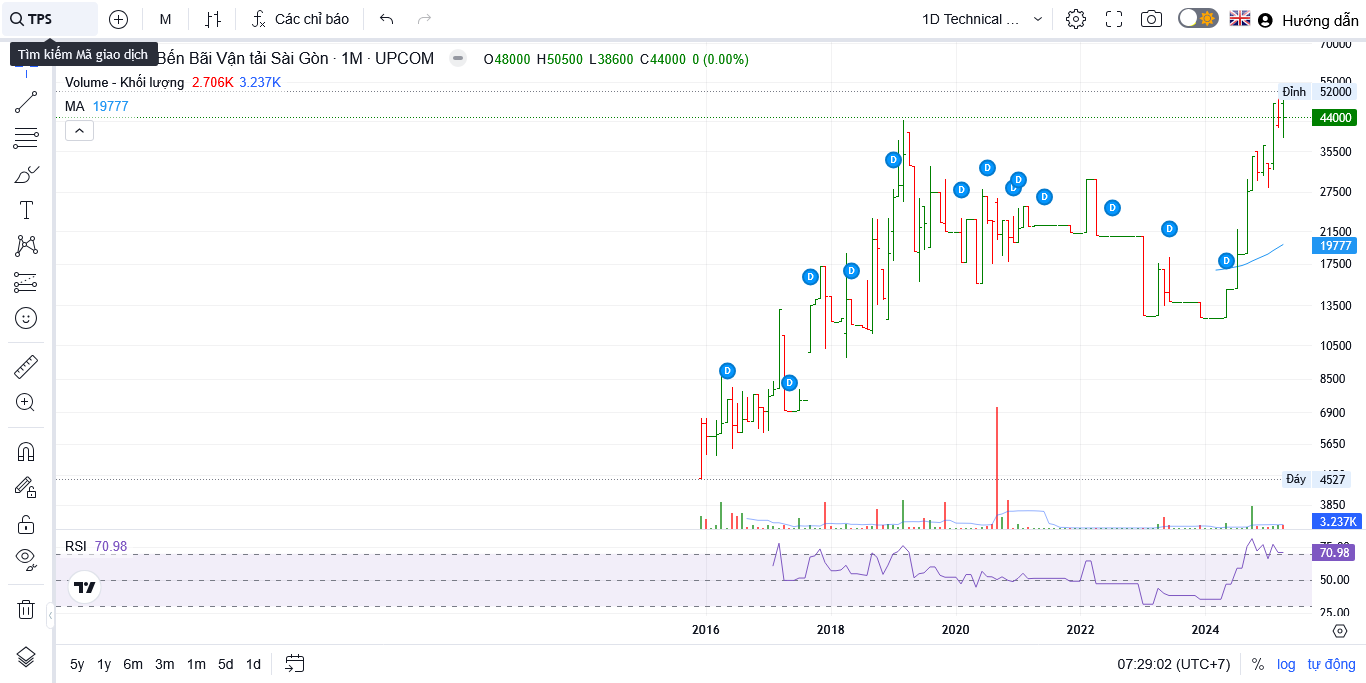 TPS
M
Các chỉ báo
1D Technical ...
Hướng dẫn
Tìm kiếm Mã giao dịch
Bến Bãi Vận tải Sài Gòn · 1M · UPCOM
O48000 H50500 L38600 C44000 0 (0.00%)
Volume - Khối lượng 2.706K 3.237K
MA 19777
70000
55000
Đỉnh 52000
44000
35500
27500
21500
19777
17500
13500
10500
8500
6900
5650
Đáy 4527
3850
3.237K
D
D
D
D
D
D
D
D
D
D
D
D
D
RSI 70.98
75.00
70.98
50.00
25.00
2016 2018 2020 2022 2024
5y 1y 6m 3m 1m 5d 1d
07:29:02 (UTC+7) % log tự động